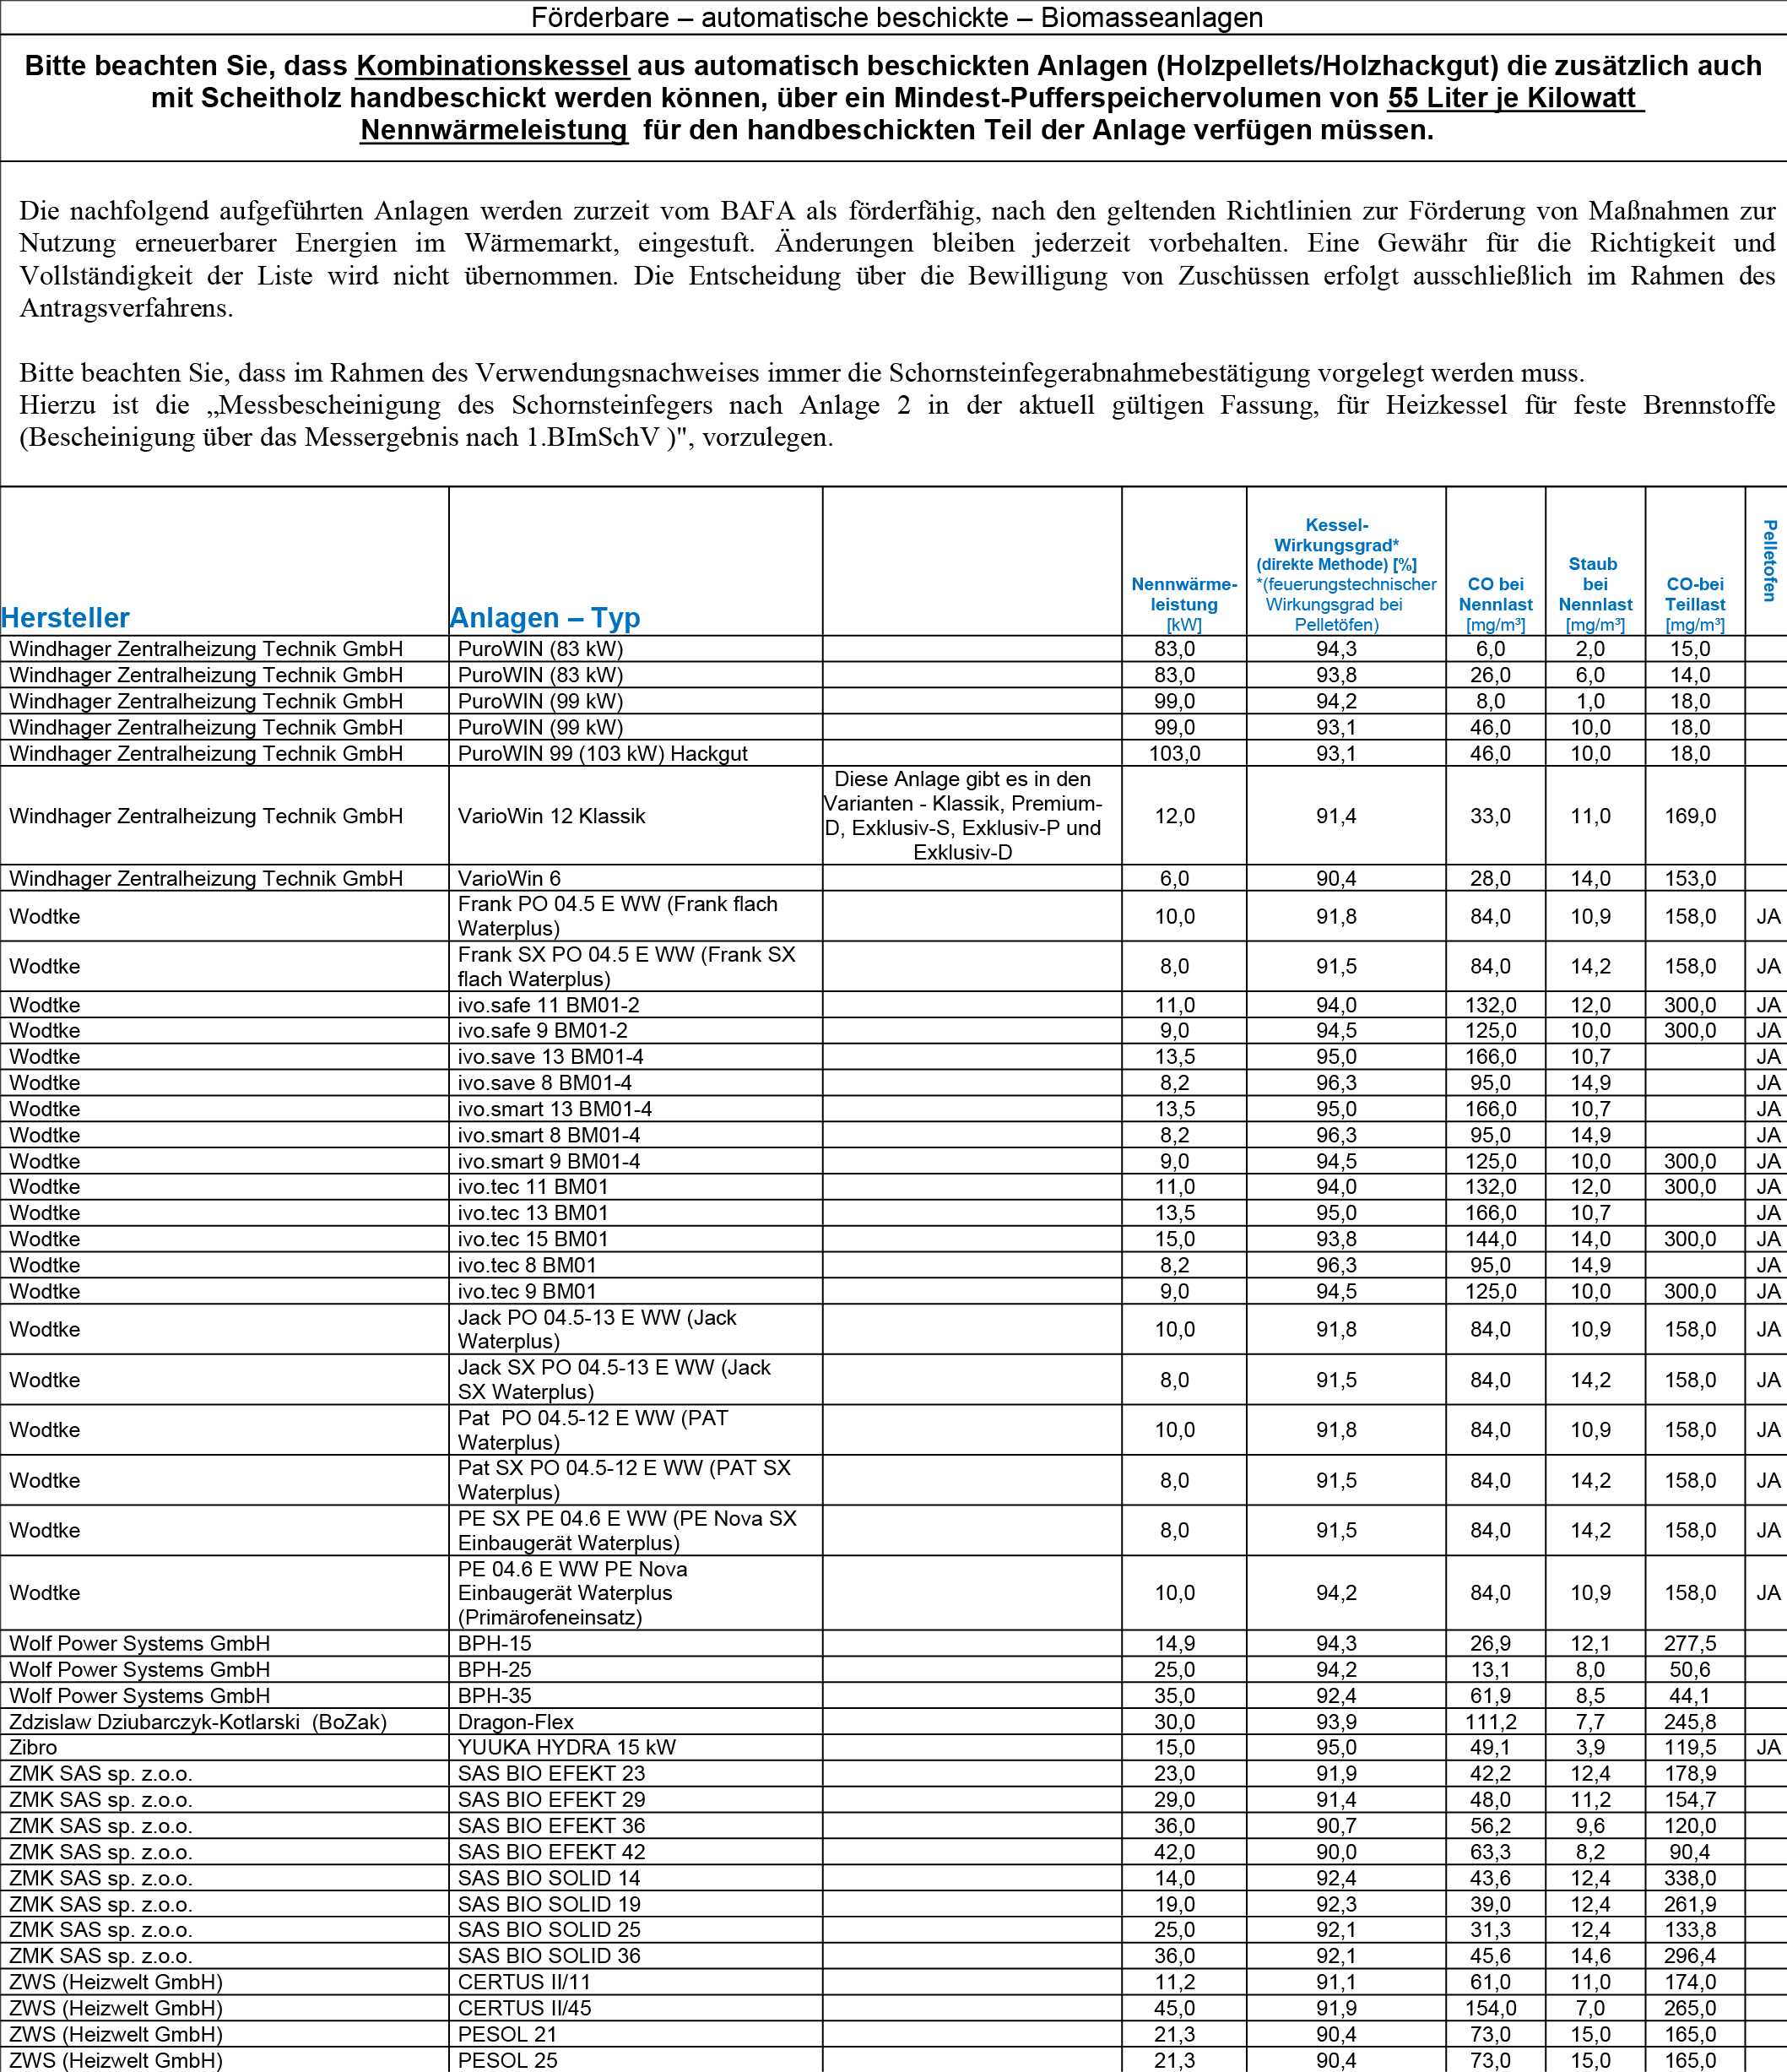 Förderbare – automatische beschickte – Biomasseanlagen
Bitte beachten Sie, dass Kombinationskessel aus automatisch beschickten Anlagen (Holzpellets/Holzhackgut) die zusätzlich auch
mit Scheitholz handbeschickt werden können, über ein Mindest-Pufferspeichervolumen von 55 Liter je Kilowatt
Nennwärmeleistung für den handbeschickten Teil der Anlage verfügen müssen.
Die nachfolgend aufgeführten Anlagen werden zurzeit vom BAFA als förderfähig, nach den geltenden Richtlinien zur Förderung von Maßnahmen zur
Nutzung erneuerbarer Energien im Wärmemarkt, eingestuft. Änderungen bleiben jederzeit vorbehalten. Eine Gewähr für die Richtigkeit und
Vollständigkeit der Liste wird nicht übernommen. Die Entscheidung über die Bewilligung von Zuschüssen erfolgt ausschließlich im Rahmen des
Antragsverfahrens.
Bitte beachten Sie, dass im Rahmen des Verwendungsnachweises immer die Schornsteinfegerabnahmebestätigung vorgelegt werden muss.
Hierzu ist die „Messbescheinigung des Schornsteinfegers nach Anlage 2 in der aktuell gültigen Fassung, für Heizkessel für feste Brennstoffe
(Bescheinigung über das Messergebnis nach 1.BImSchV )", vorzulegen.
Hersteller
Anlagen – Typ
Nennwärme-
leistung
[kW]
Kessel-
Wirkungsgrad*
(direkte Methode) [%]
*(feuerungstechnischer
Wirkungsgrad bei
Pelletöfen)
CO bei
Nennlast
[mg/m³]
Staub
bei
Nennlast
[mg/m³]
CO-bei
Teillast
[mg/m³]
Pelletofen
Windhager Zentralheizung Technik GmbH PuroWIN (83 kW) 83,0 94,3 6,0 2,0 15,0
Windhager Zentralheizung Technik GmbH PuroWIN (83 kW) 83,0 93,8 26,0 6,0 14,0
Windhager Zentralheizung Technik GmbH PuroWIN (99 kW) 99,0 94,2 8,0 1,0 18,0
Windhager Zentralheizung Technik GmbH PuroWIN (99 kW) 99,0 93,1 46,0 10,0 18,0
Windhager Zentralheizung Technik GmbH PuroWIN 99 (103 kW) Hackgut 103,0 93,1 46,0 10,0 18,0
Diese Anlage gibt es in den
Varianten - Klassik, Premium-
Windhager Zentralheizung Technik GmbH VarioWin 12 Klassik 12,0 91,4 33,0 11,0 169,0
D, Exklusiv-S, Exklusiv-P und
Exklusiv-D
Windhager Zentralheizung Technik GmbH VarioWin 6 6,0 90,4 28,0 14,0 153,0
Wodtke Frank PO 04.5 E WW (Frank flach
Waterplus) 10,0 91,8 84,0 10,9 158,0 JA
Wodtke Frank SX PO 04.5 E WW (Frank SX
flach Waterplus) 8,0 91,5 84,0 14,2 158,0 JA
Wodtke ivo.safe 11 BM01-2 11,0 94,0 132,0 12,0 300,0 JA
Wodtke ivo.safe 9 BM01-2 9,0 94,5 125,0 10,0 300,0 JA
Wodtke ivo.save 13 BM01-4 13,5 95,0 166,0 10,7 JA
Wodtke ivo.save 8 BM01-4 8,2 96,3 95,0 14,9 JA
Wodtke ivo.smart 13 BM01-4 13,5 95,0 166,0 10,7 JA
Wodtke ivo.smart 8 BM01-4 8,2 96,3 95,0 14,9 JA
Wodtke ivo.smart 9 BM01-4 9,0 94,5 125,0 10,0 300,0 JA
Wodtke ivo.tec 11 BM01 11,0 94,0 132,0 12,0 300,0 JA
Wodtke ivo.tec 13 BM01 13,5 95,0 166,0 10,7 JA
Wodtke ivo.tec 15 BM01 15,0 93,8 144,0 14,0 300,0 JA
Wodtke ivo.tec 8 BM01 8,2 96,3 95,0 14,9 JA
Wodtke ivo.tec 9 BM01 9,0 94,5 125,0 10,0 300,0 JA
Wodtke Jack PO 04.5-13 E WW (Jack
Waterplus) 10,0 91,8 84,0 10,9 158,0 JA
Wodtke Jack SX PO 04.5-13 E WW (Jack
SX Waterplus) 8,0 91,5 84,0 14,2 158,0 JA
Wodtke Pat PO 04.5-12 E WW (PAT
Waterplus) 10,0 91,8 84,0 10,9 158,0 JA
Wodtke Pat SX PO 04.5-12 E WW (PAT SX
Waterplus) 8,0 91,5 84,0 14,2 158,0 JA
Wodtke PE SX PE 04.6 E WW (PE Nova SX
Einbaugerät Waterplus) 8,0 91,5 84,0 14,2 158,0 JA
PE 04.6 E WW PE Nova
Wodtke Einbaugerät Waterplus 10,0 94,2 84,0 10,9 158,0 JA
(Primärofeneinsatz)
Wolf Power Systems GmbH BPH-15 14,9 94,3 26,9 12,1 277,5
Wolf Power Systems GmbH BPH-25 25,0 94,2 13,1 8,0 50,6
Wolf Power Systems GmbH BPH-35 35,0 92,4 61,9 8,5 44,1
Zdzislaw Dziubarczyk-Kotlarski (BoZak) Dragon-Flex 30,0 93,9 111,2 7,7 245,8
Zibro YUUKA HYDRA 15 kW 15,0 95,0 49,1 3,9 119,5 JA
ZMK SAS sp. z.o.o. SAS BIO EFEKT 23 23,0 91,9 42,2 12,4 178,9
ZMK SAS sp. z.o.o. SAS BIO EFEKT 29 29,0 91,4 48,0 11,2 154,7
ZMK SAS sp. z.o.o. SAS BIO EFEKT 36 36,0 90,7 56,2 9,6 120,0
ZMK SAS sp. z.o.o. SAS BIO EFEKT 42 42,0 90,0 63,3 8,2 90,4
ZMK SAS sp. z.o.o. SAS BIO SOLID 14 14,0 92,4 43,6 12,4 338,0
ZMK SAS sp. z.o.o. SAS BIO SOLID 19 19,0 92,3 39,0 12,4 261,9
ZMK SAS sp. z.o.o. SAS BIO SOLID 25 25,0 92,1 31,3 12,4 133,8
ZMK SAS sp. z.o.o. SAS BIO SOLID 36 36,0 92,1 45,6 14,6 296,4
ZWS (Heizwelt GmbH) CERTUS II/11 11,2 91,1 61,0 11,0 174,0
ZWS (Heizwelt GmbH) CERTUS II/45 45,0 91,9 154,0 7,0 265,0
ZWS (Heizwelt GmbH) PESOL 21 21,3 90,4 73,0 15,0 165,0
ZWS (Heizwelt GmbH) PESOL 25 21,3 90,4 73,0 15,0 165,0